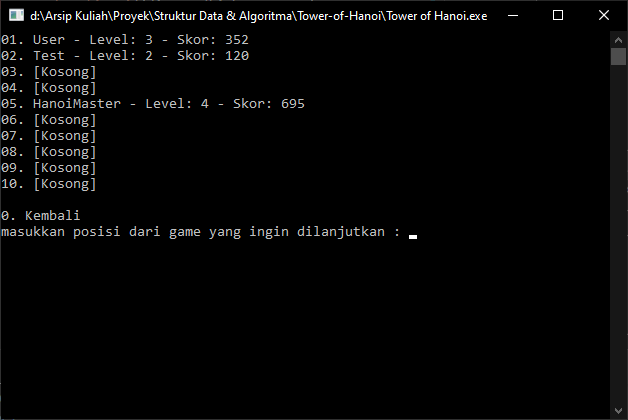 d:\Arsip Kuliah\Proyek\Struktur Data & Algoritma\Tower-of-Hanoi\Tower of Hanoi.exe
01. User - Level: 3 - Skor: 352
02. Test - Level: 2 - Skor: 120
03. [Kosong]
04. [Kosong]
05. HanoiMaster - Level: 4 - Skor: 695
06. [Kosong]
07. [Kosong]
08. [Kosong]
09. [Kosong]
10. [Kosong]
0. Kembali
masukkan posisi dari game yang ingin dilanjutkan :